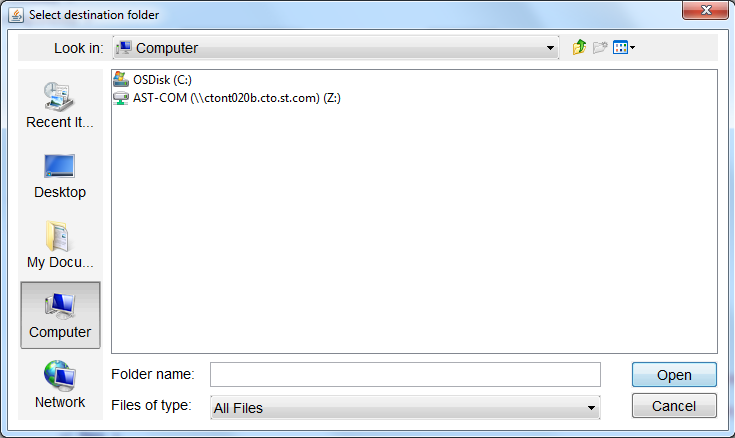 Select destination folder
Look in:
Computer
OSDisk (C:)
AST-COM (\\ctont020b.cto.st.com) (Z:)
Recent It...
Desktop
My Docu...
Computer
Network
Folder name:
Open
Files of type:
All Files
Cancel